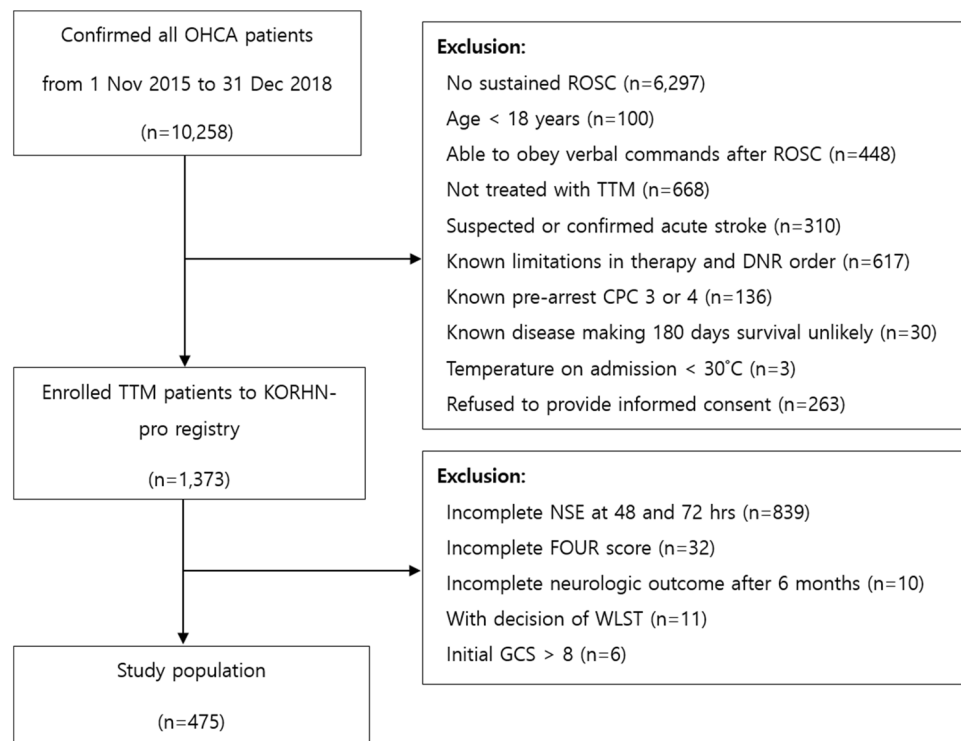 Confirmed all OHCA patients
from 1 Nov 2015 to 31 Dec 2018
(n=10,258)
Exclusion:
No sustained ROSC (n=6,297)
Age < 18 years (n=100)
Able to obey verbal commands after ROSC (n=448)
Not treated with TTM (n=668)
Suspected or confirmed acute stroke (n=310)
Known limitations in therapy and DNR order (n=617)
Known pre-arrest CPC 3 or 4 (n=136)
Known disease making 180 days survival unlikely (n=30)
Temperature on admission < 30˚C (n=3)
Refused to provide informed consent (n=263)
Enrolled TTM patients to KORHN-
pro registry
(n=1,373)
Exclusion:
Incomplete NSE at 48 and 72 hrs (n=839)
Incomplete FOUR score (n=32)
Incomplete neurologic outcome after 6 months (n=10)
With decision of WLST (n=11)
Initial GCS > 8 (n=6)
Study population
(n=475)